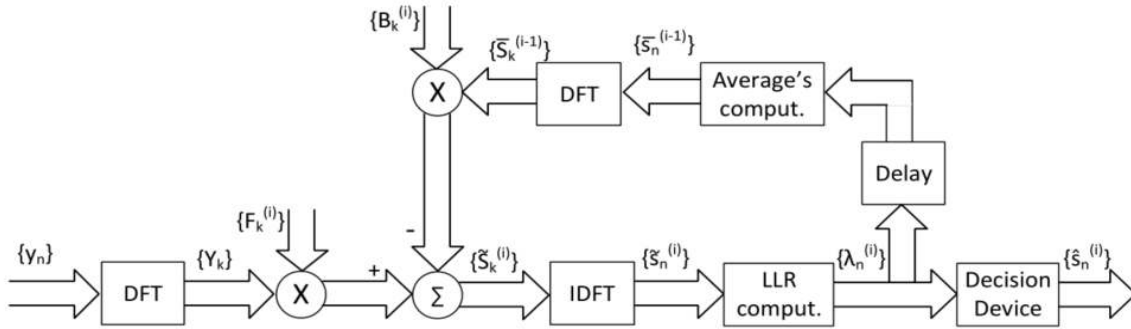 {B_k^(i)}
{S̅_k^(i-1)}
{s̅_n^(i-1)}
X
DFT
Average's
comput.
Delay
{F_k^(i)}
{y_n}
{Y_k}
-
+
{S̃_k^(i)}
{s̃_n^(i)}
{λ_n^(i)}
{ŝ_n^(i)}
DFT
X
Σ
IDFT
LLR
comput.
Decision
Device